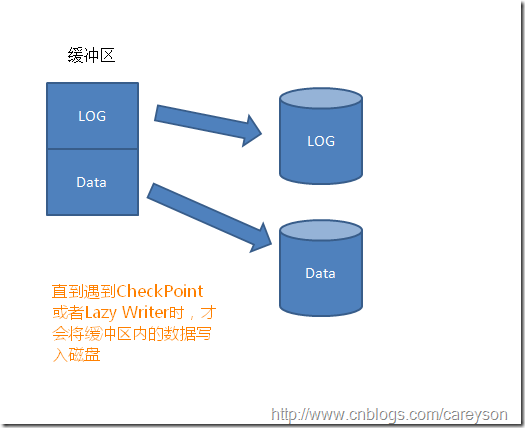 缓冲区
LOG
LOG
Data
Data
直到遇到CheckPoint
或者Lazy Writer时，才
会将缓冲区内的数据写
入磁盘
http://www.cnblogs.com/careyson